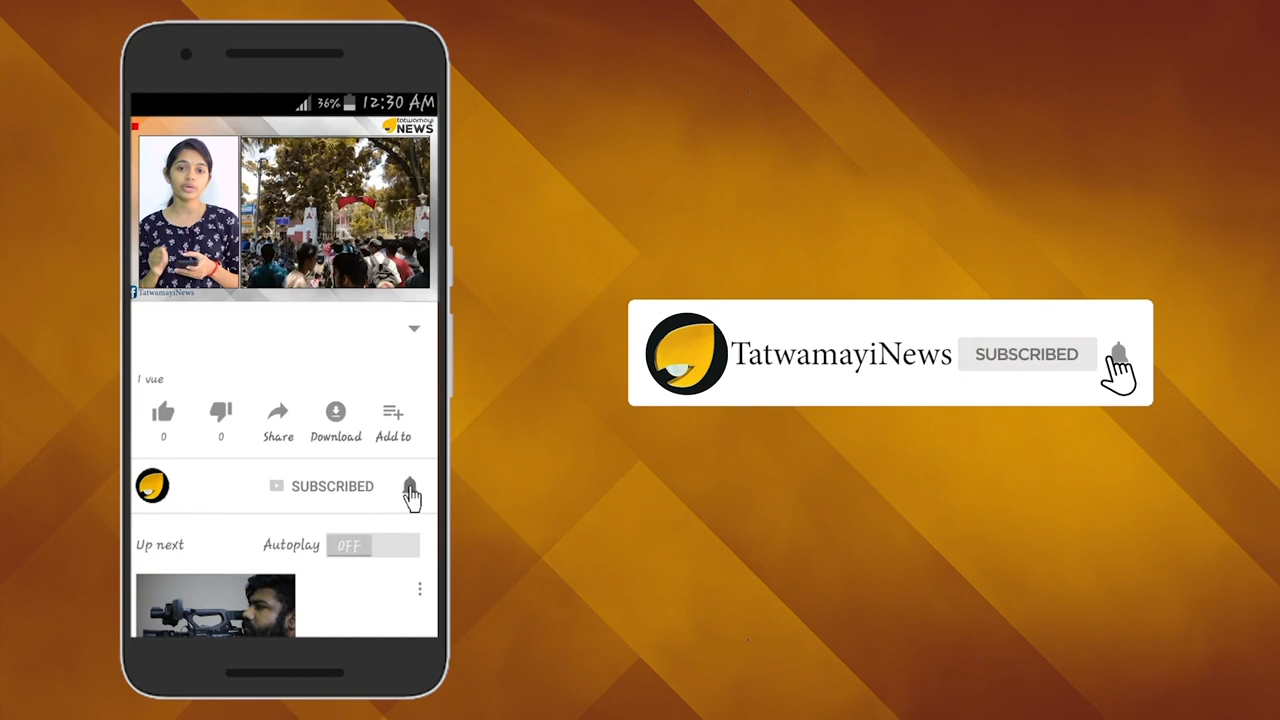 36% 12:30 AM
tatwamayi
NEWS
TatwamayiNews
1 vue
0 0 Share Download Add to
SUBSCRIBED
Up next Autoplay OFF
TatwamayiNews SUBSCRIBED